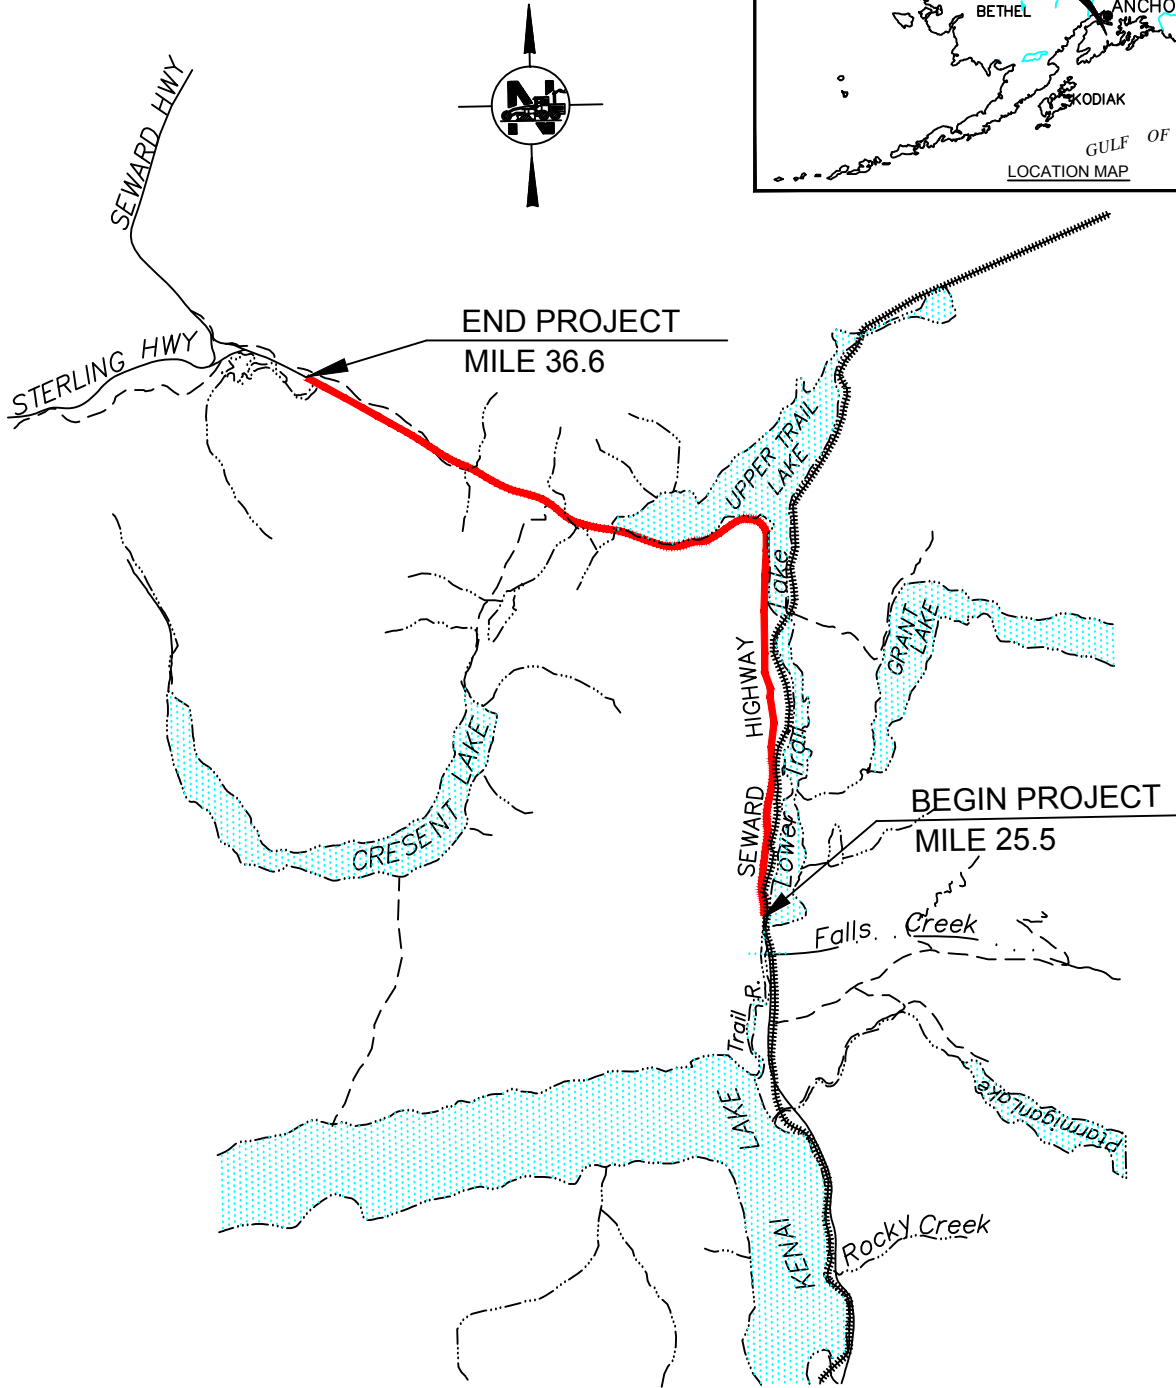 BETHEL
ANCHO
KODIAK
GULF OF
LOCATION MAP
N
SEWARD HWY
STERLING HWY
END PROJECT
MILE 36.6
UPPER TRAIL
LAKE
GRANT
LAKE
SEWARD HIGHWAY
Lower Trail Lake
CRESENT LAKE
BEGIN PROJECT
MILE 25.5
Falls Creek
Trail R.
PtarmiganLake
KENAI LAKE
Rocky Creek